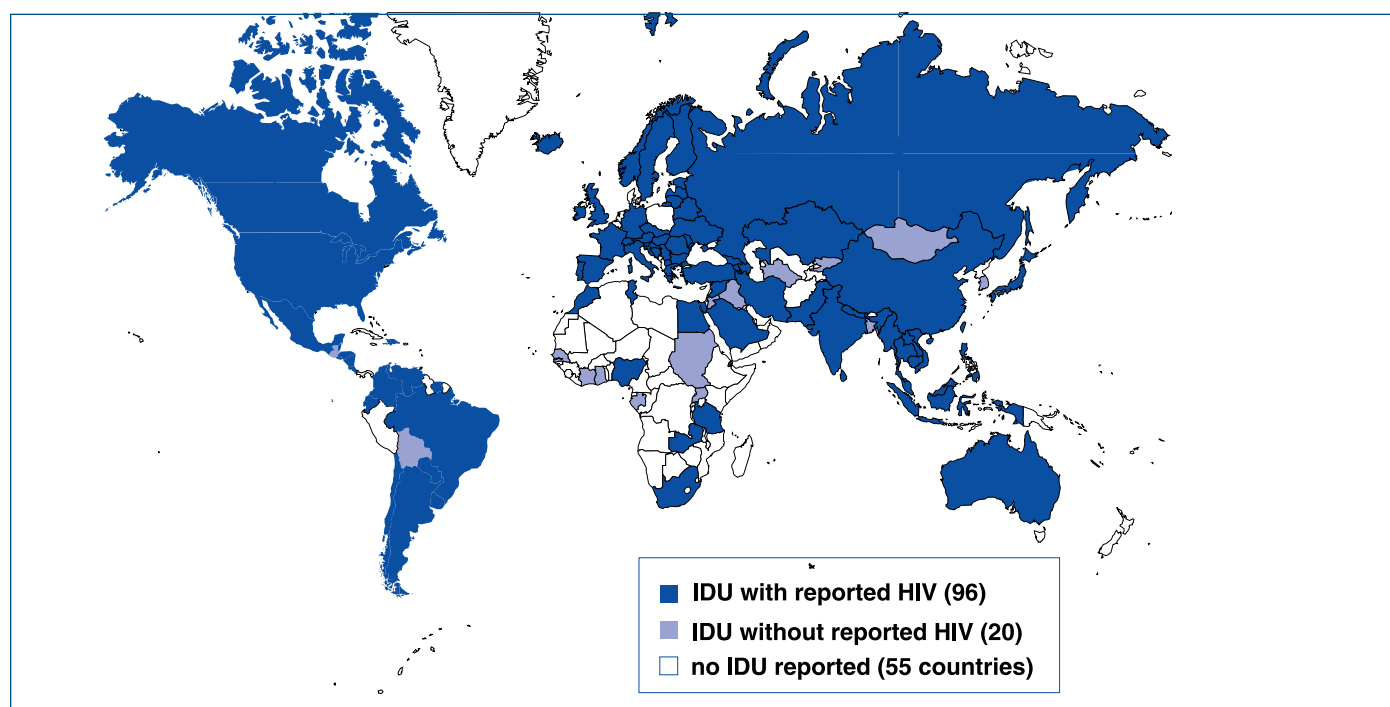 IDU with reported HIV (96)
IDU without reported HIV (20)
no IDU reported (55 countries)